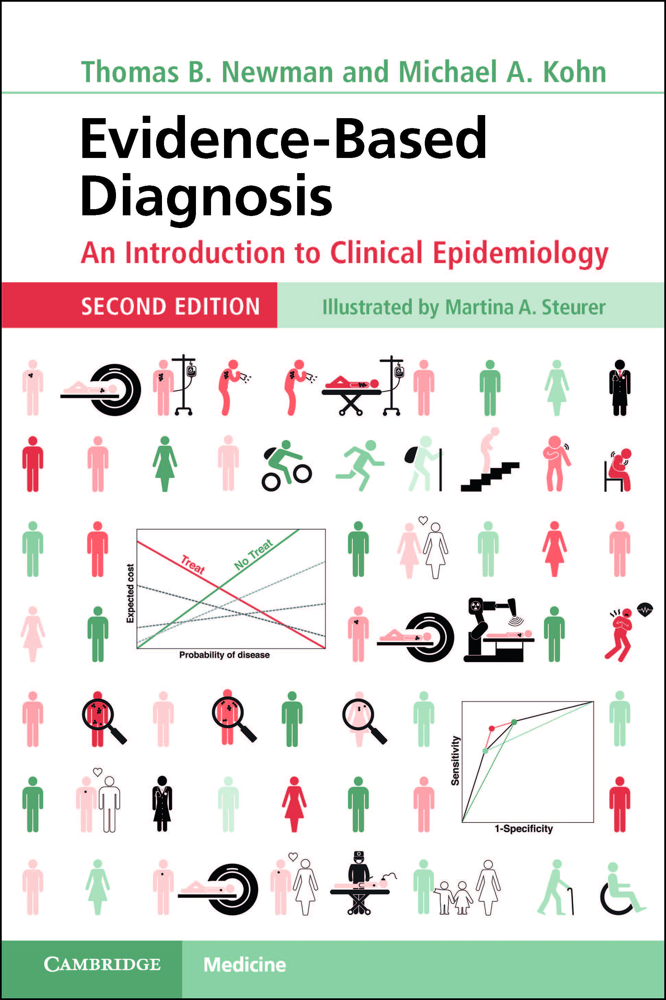 Thomas B. Newman and Michael A. Kohn
Evidence-Based
Diagnosis
An Introduction to Clinical Epidemiology
SECOND EDITION
Illustrated by Martina A. Steurer
Treat
No Treat
Expected cost
Probability of disease
Sensitivity
1-Specificity
CAMBRIDGE
Medicine